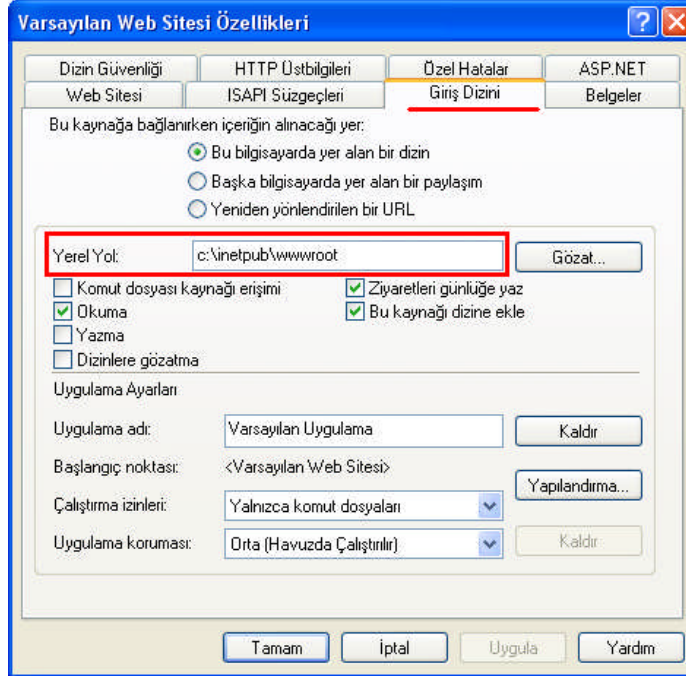 Varsayılan Web Sitesi Özellikleri
Dizin Güvenliği HTTP Üstbilgileri Özel Hatalar ASP.NET
Web Sitesi ISAPI Süzgeçleri Giriş Dizini Belgeler
Bu kaynağa bağlanırken içeriğin alınacağı yer:
Bu bilgisayarda yer alan bir dizin
Başka bilgisayarda yer alan bir paylaşım
Yeniden yönlendirilen bir URL
Yerel Yol: c:\inetpub\wwwroot Gözat...
Komut dosyası kaynağı erişimi Ziyaretleri günlüğe yaz
Okuma Bu kaynağı dizine ekle
Yazma
Dizinlere gözatma
Uygulama Ayarları
Uygulama adı: Varsayılan Uygulama Kaldır
Başlangıç noktası: <Varsayılan Web Sitesi>
Yapılandırma...
Çalıştırma izinleri: Yalnızca komut dosyaları
Uygulama koruması: Orta (Havuzda Çalıştırılır) Kaldır
Tamam İptal Uygula Yardım